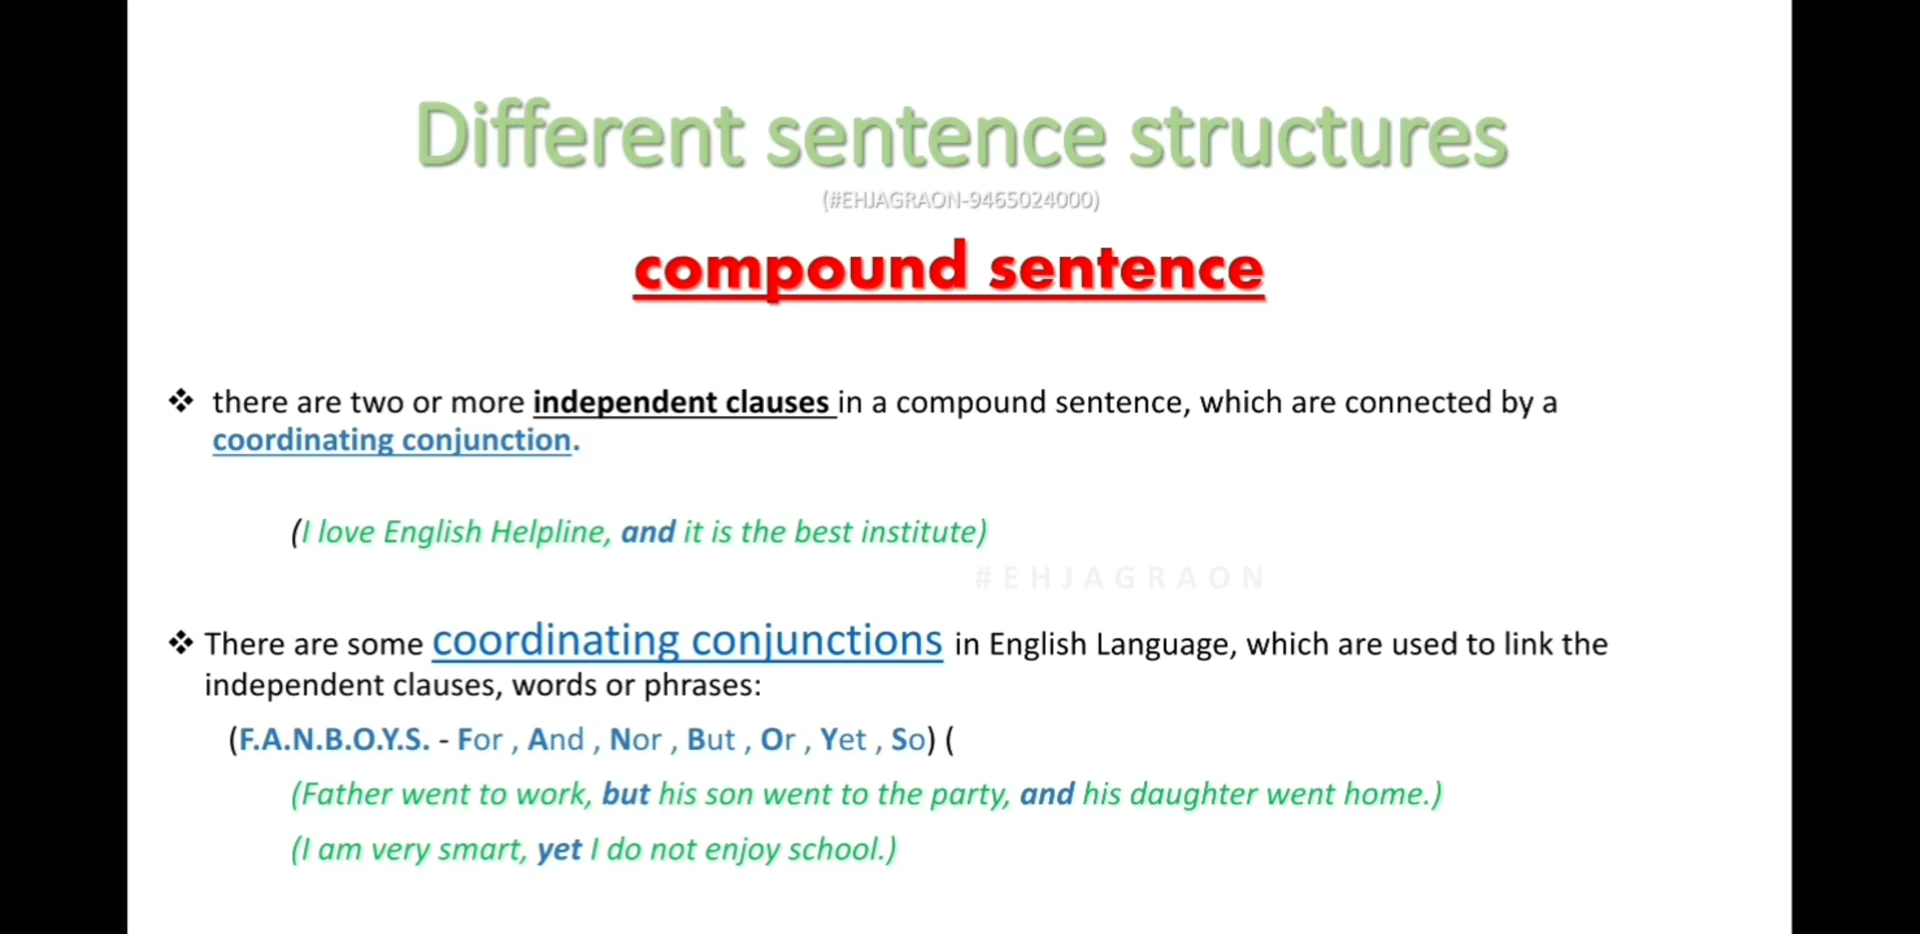 Different sentence structures
(#EHJAGRAON-9465024000)
compound sentence
❖ there are two or more independent clauses in a compound sentence, which are connected by a
coordinating conjunction.
(I love English Helpline, and it is the best institute)
#EHJAGRAON
❖ There are some coordinating conjunctions in English Language, which are used to link the
independent clauses, words or phrases:
(F.A.N.B.O.Y.S. - For , And , Nor , But , Or , Yet , So) (
(Father went to work, but his son went to the party, and his daughter went home.)
(I am very smart, yet I do not enjoy school.)